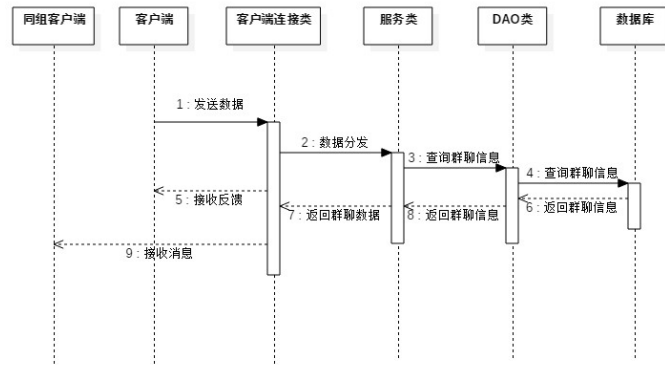 同组客户端
客户端
客户端连接类
服务类
DAO类
数据库
1 : 发送数据
2 : 数据分发
3 : 查询群聊信息
4 : 查询群聊信息
5 : 接收反馈
7 : 返回群聊数据
8 : 返回群聊信息
6 : 返回群聊信息
9 : 接收消息